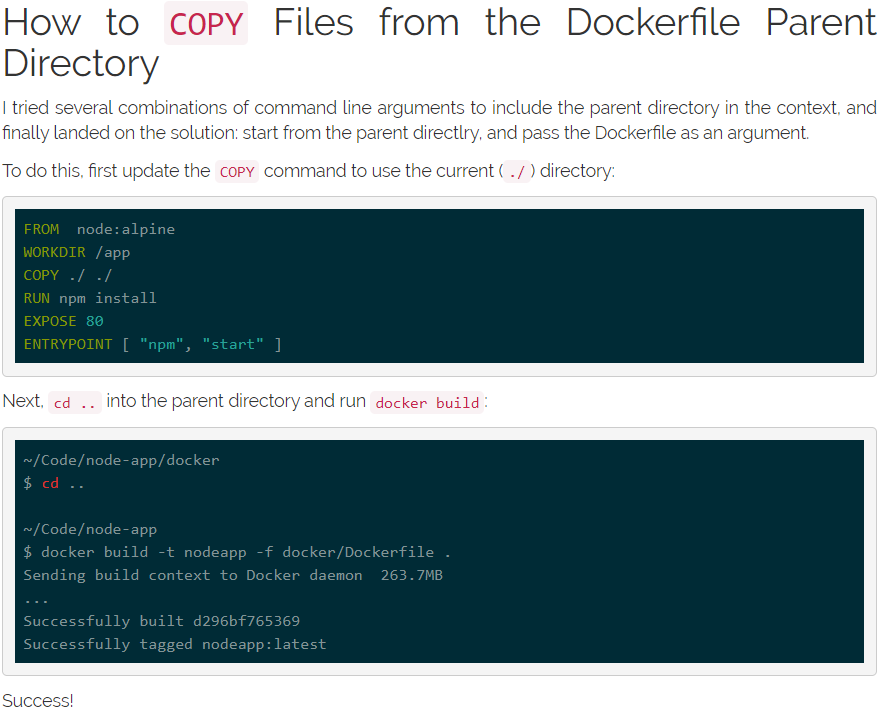 How to COPY Files from the Dockerfile Parent
Directory
I tried several combinations of command line arguments to include the parent directory in the context, and
finally landed on the solution: start from the parent directlry, and pass the Dockerfile as an argument.
To do this, first update the COPY command to use the current ( ./ ) directory:
FROM  node:alpine
WORKDIR /app
COPY ./ ./
RUN npm install
EXPOSE 80
ENTRYPOINT [ "npm", "start" ]
Next, cd .. into the parent directory and run docker build :
~/Code/node-app/docker
$ cd ..
~/Code/node-app
$ docker build -t nodeapp -f docker/Dockerfile .
Sending build context to Docker daemon  263.7MB
...
Successfully built d296bf765369
Successfully tagged nodeapp:latest
Success!